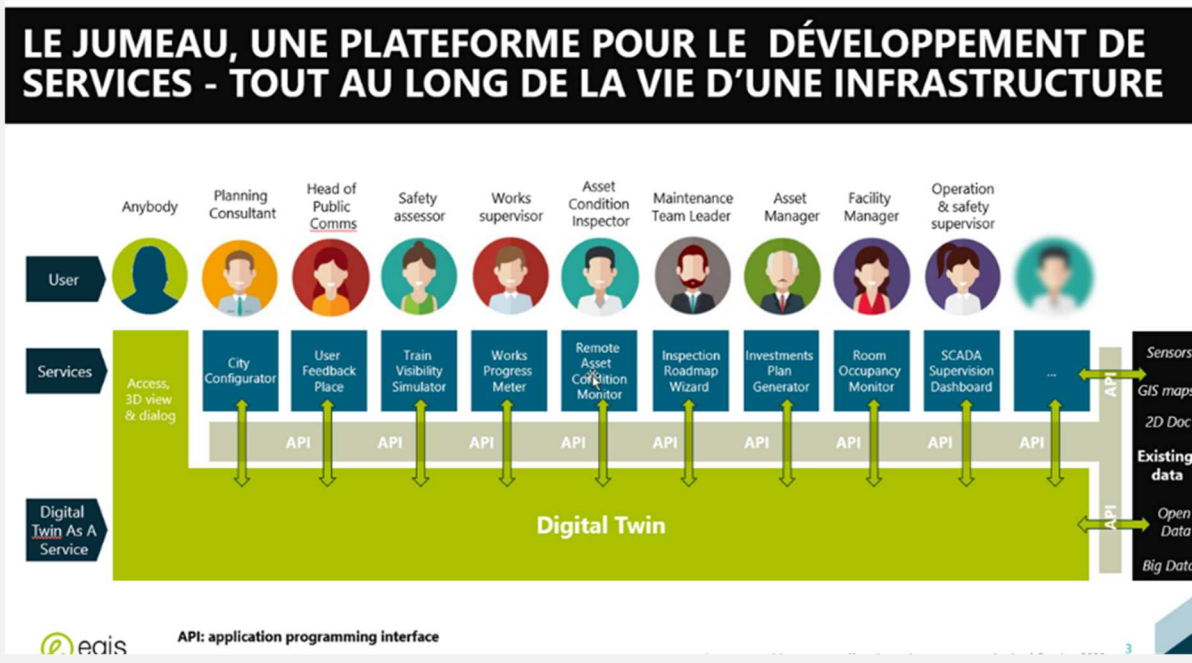 LE JUMEAU, UNE PLATEFORME POUR LE DÉVELOPPEMENT DE
SERVICES - TOUT AU LONG DE LA VIE D'UNE INFRASTRUCTURE
Anybody
Planning
Consultant
Head of
Public
Comms
Safety
assessor
Works
supervisor
Asset
Condition
Inspector
Maintenance
Team Leader
Asset
Manager
Facility
Manager
Operation
& safety
supervisor
User
Services
Access,
3D view
& dialog
City
Configurator
User
Feedback
Place
Train
Visibility
Simulator
Works
Progress
Meter
Remote
Asset
Condition
Monitor
Inspection
Roadmap
Wizard
Investments
Plan
Generator
Room
Occupancy
Monitor
SCADA
Supervision
Dashboard
...
API
Sensors
GIS maps
2D Doc
Existing
data
Open
Data
Big Data
API
API
API
API
API
API
API
API
API
API
Digital
Twin As A
Service
Digital Twin
egis
API: application programming interface
3